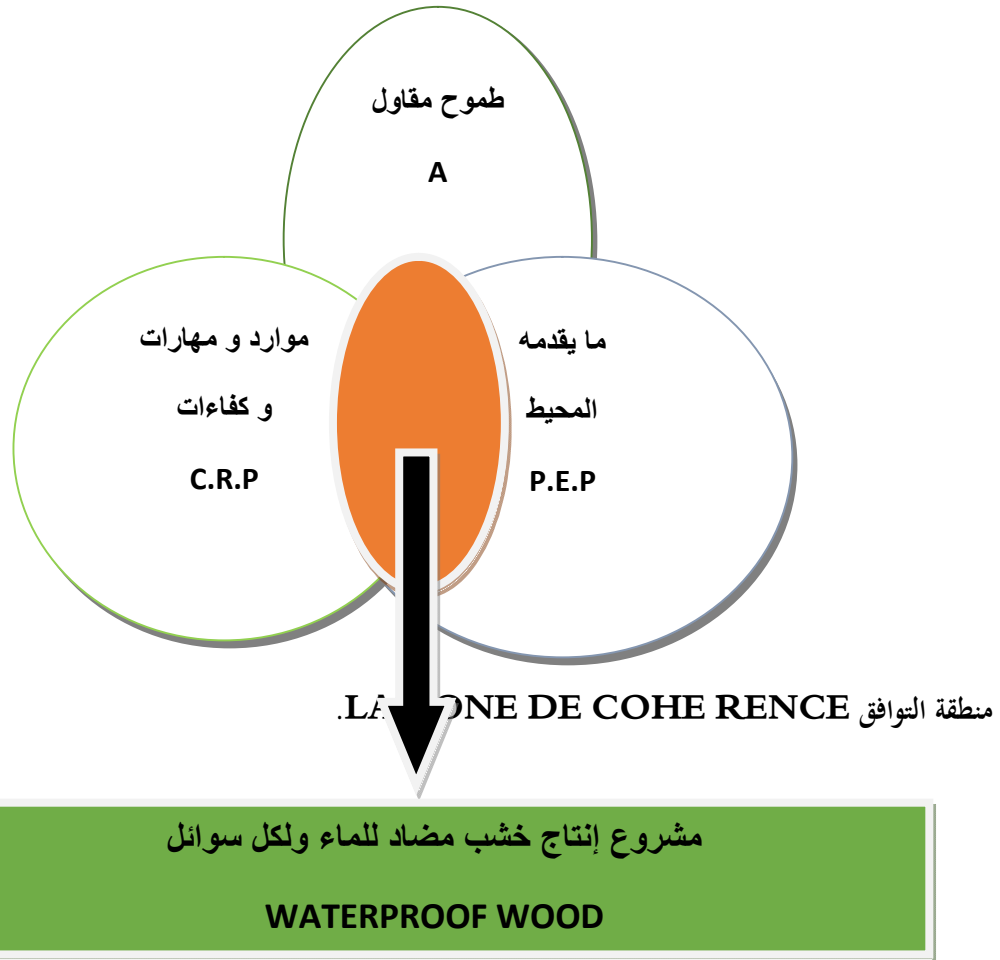 طموح مقاول
A
موارد و مهارات
و كفاءات
C.R.P
ما يقدمه
المحيط
P.E.P
منطقة التوافق LA ONE DE COHE RENCE.
مشروع إنتاج خشب مضاد للماء ولكل سوائل
WATERPROOF WOOD